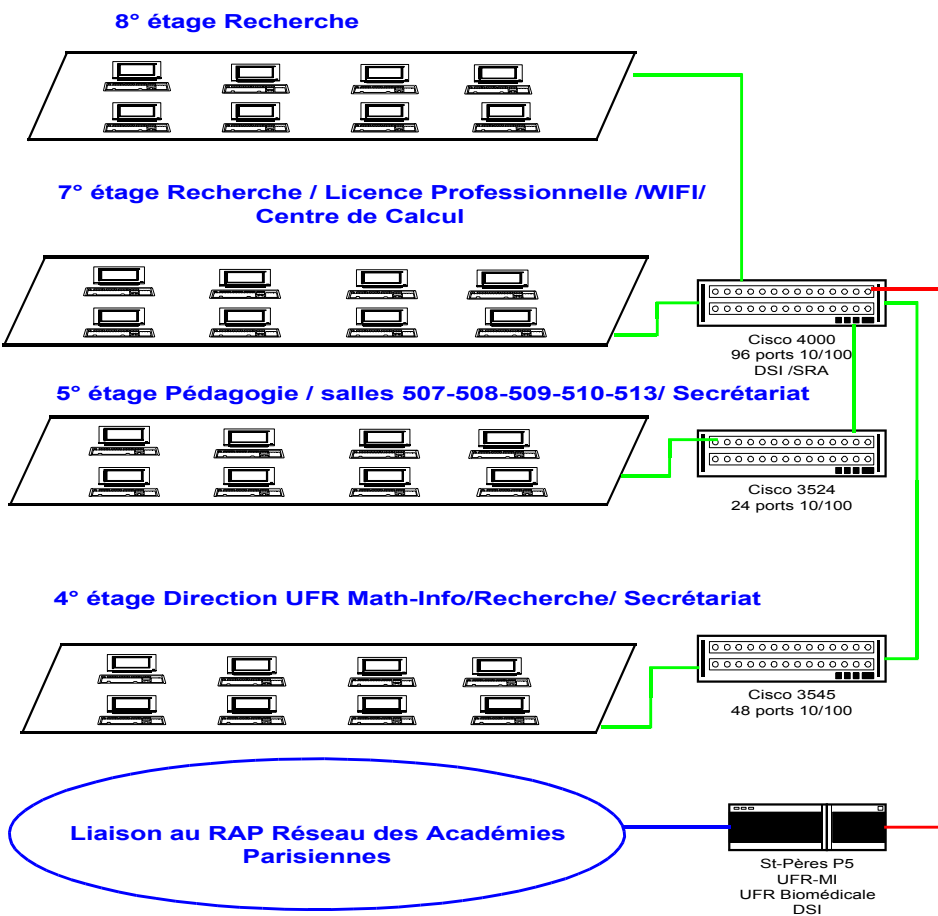 8° étage Recherche
7° étage Recherche / Licence Professionnelle /WIFI/
Centre de Calcul
Cisco 4000
96 ports 10/100
DSI /SRA
5° étage Pédagogie / salles 507-508-509-510-513/ Secrétariat
Cisco 3524
24 ports 10/100
4° étage Direction UFR Math-Info/Recherche/ Secrétariat
Cisco 3545
48 ports 10/100
Liaison au RAP Réseau des Académies
Parisiennes
St-Pères P5
UFR-MI
UFR Biomédicale
DSI